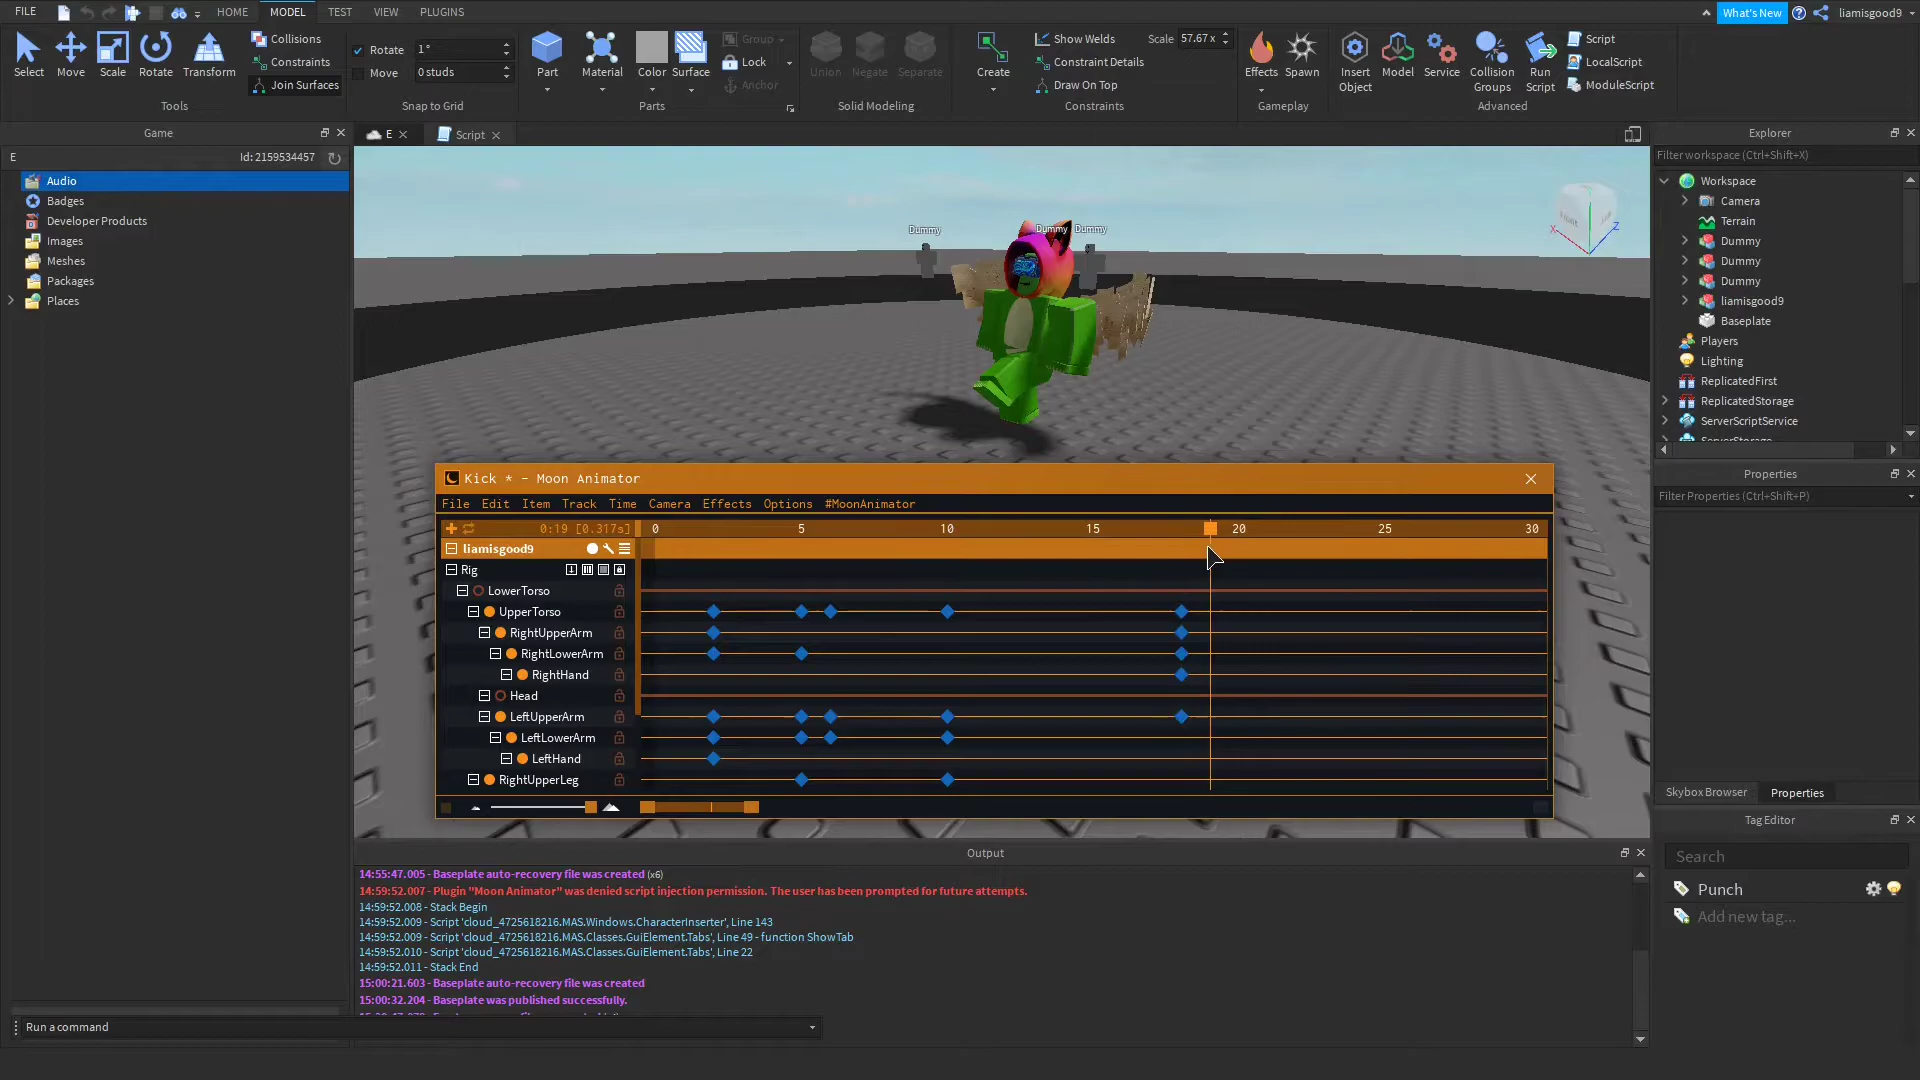 FILE
HOME
MODEL
TEST
VIEW
PLUGINS
What's New
liamisgood9
Select
Move
Scale
Rotate
Transform
Collisions
Constraints
Join Surfaces
Tools
Rotate 1°
Move 0 studs
Snap to Grid
Part
Material
Color
Surface
Group
Lock
Anchor
Parts
Union
Negate
Separate
Solid Modeling
Create
Show Welds
Constraint Details
Draw On Top
Scale 57.67 x
Constraints
Effects
Spawn
Gameplay
Insert Object
Model
Service
Collision Groups
Run Script
Script
LocalScript
ModuleScript
Advanced
Game
E
Id: 2159534457
Audio
Badges
Developer Products
Images
Meshes
Packages
Places
E
Script
Dummy
Dummy
Dummy
X
Z
Kick * - Moon Animator
File Edit Item Track Time Camera Effects Options #MoonAnimator
0:19 [0.317s] 0 5 10 15 20 25 30
liamisgood9
Rig
LowerTorso
UpperTorso
RightUpperArm
RightLowerArm
RightHand
Head
LeftUpperArm
LeftLowerArm
LeftHand
RightUpperLeg
Output
14:55:47.005 - Baseplate auto-recovery file was created (x6)
14:59:52.007 - Plugin "Moon Animator" was denied script injection permission. The user has been prompted for future attempts.
14:59:52.008 - Stack Begin
14:59:52.009 - Script 'cloud_4725618216.MAS.Windows.CharacterInserter', Line 143
14:59:52.009 - Script 'cloud_4725618216.MAS.Classes.GuiElement.Tabs', Line 49 - function ShowTab
14:59:52.010 - Script 'cloud_4725618216.MAS.Classes.GuiElement.Tabs', Line 22
14:59:52.011 - Stack End
15:00:21.603 - Baseplate auto-recovery file was created
15:00:32.204 - Baseplate was published successfully.
Run a command
Explorer
Filter workspace (Ctrl+Shift+X)
Workspace
Camera
Terrain
Dummy
Dummy
Dummy
liamisgood9
Baseplate
Players
Lighting
ReplicatedFirst
ReplicatedStorage
ServerScriptService
ServerStorage
Properties
Filter Properties (Ctrl+Shift+P)
Skybox Browser
Properties
Tag Editor
Search
Punch
Add new tag...